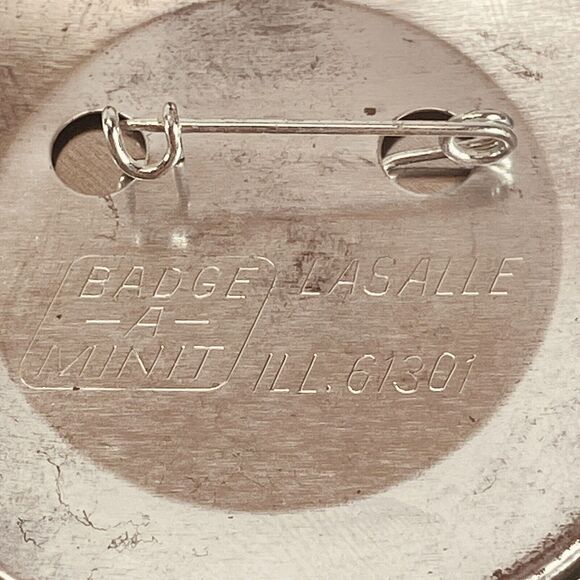 BADGE
-A-
MINIT
LASALLE
ILL. 61301